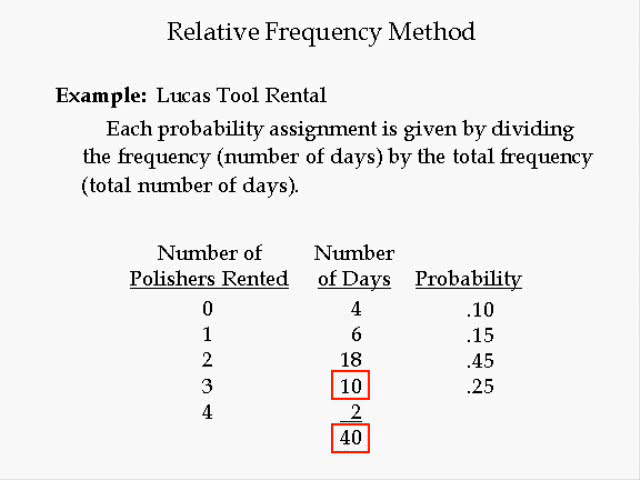 Relative Frequency Method
Example: Lucas Tool Rental
Each probability assignment is given by dividing
the frequency (number of days) by the total frequency
(total number of days).
Number of Number
Polishers Rented of Days Probability
0 4 .10
1 6 .15
2 18 .45
3 10 .25
4 2
40